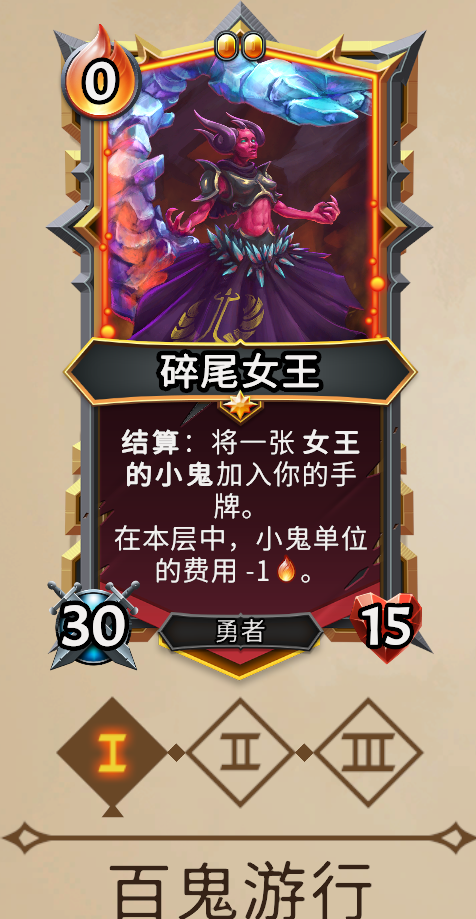 0
碎尾女王
结算：将一张 女王
的小鬼加入你的手
牌。
在本层中，小鬼单位
的费用 -1 。
30
勇者
15
I
II
III
百鬼游行